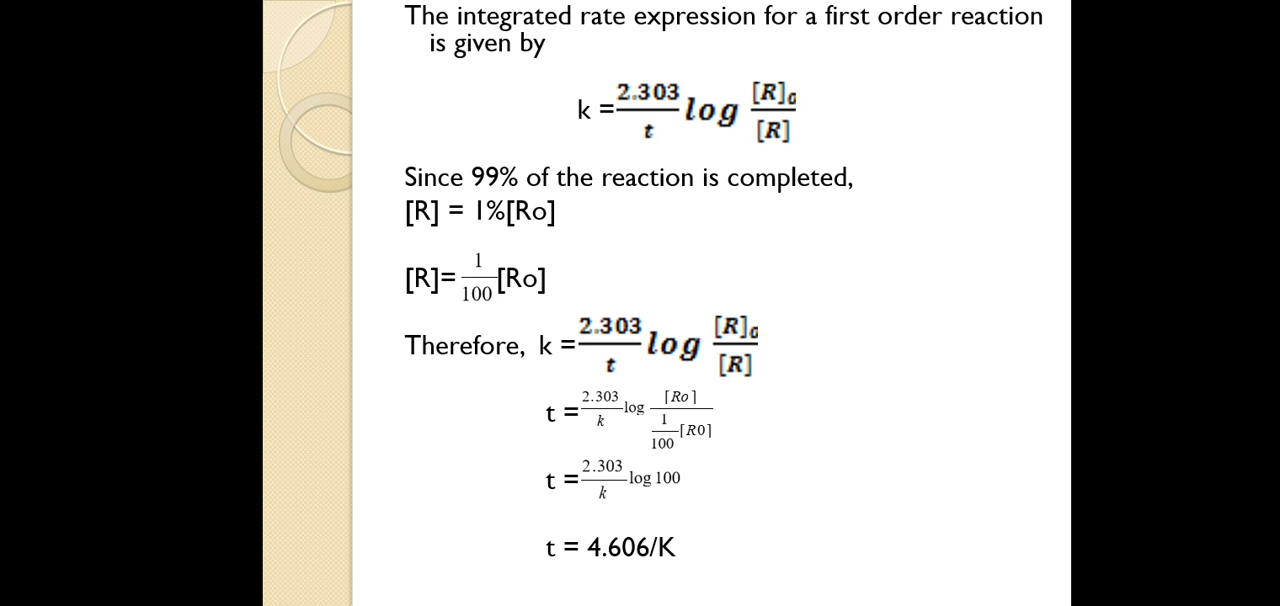 The integrated rate expression for a first order reaction
is given by
k = 2.303/t log [R]₀/[R]
Since 99% of the reaction is completed,
[R] = 1%[Ro]
[R]= 1/100 [Ro]
Therefore, k = 2.303/t log [R]₀/[R]
t = 2.303/k log [Ro]/(1/100 [R0])
t = 2.303/k log 100
t = 4.606/K